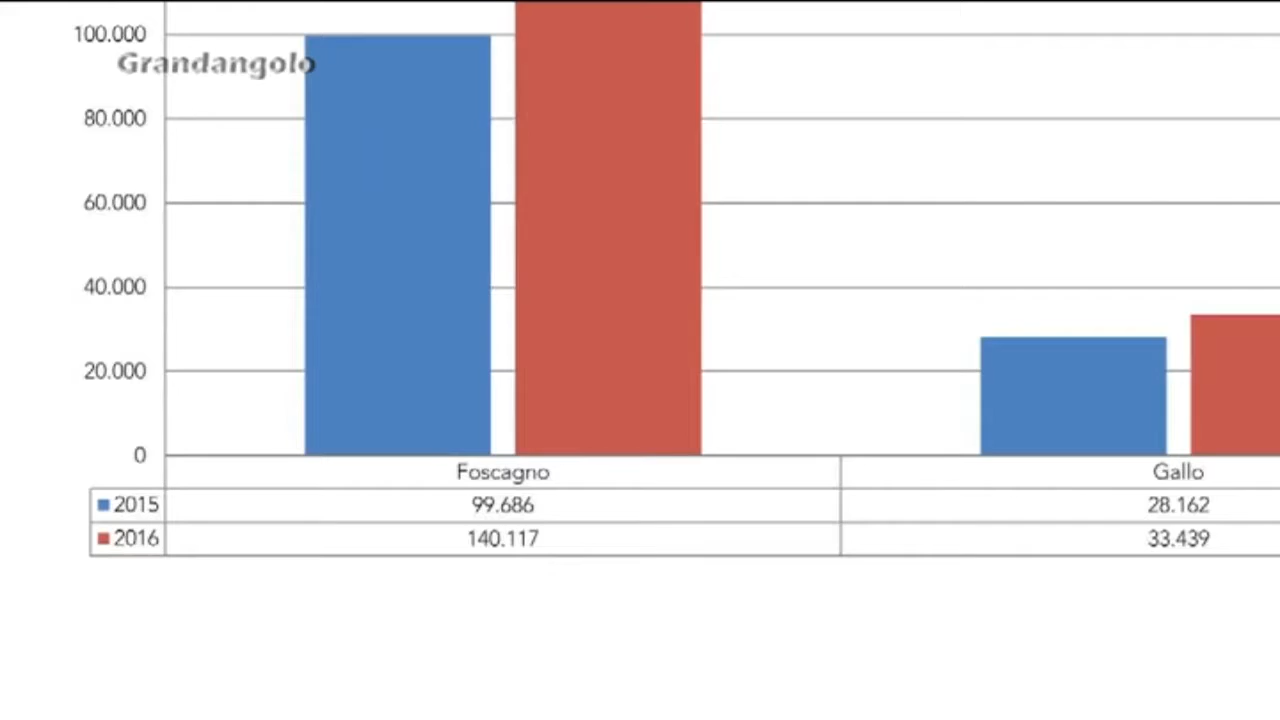 100.000
Grandangolo
80.000
60.000
40.000
20.000
0
Foscagno Gallo
2015 99.686 28.162
2016 140.117 33.439